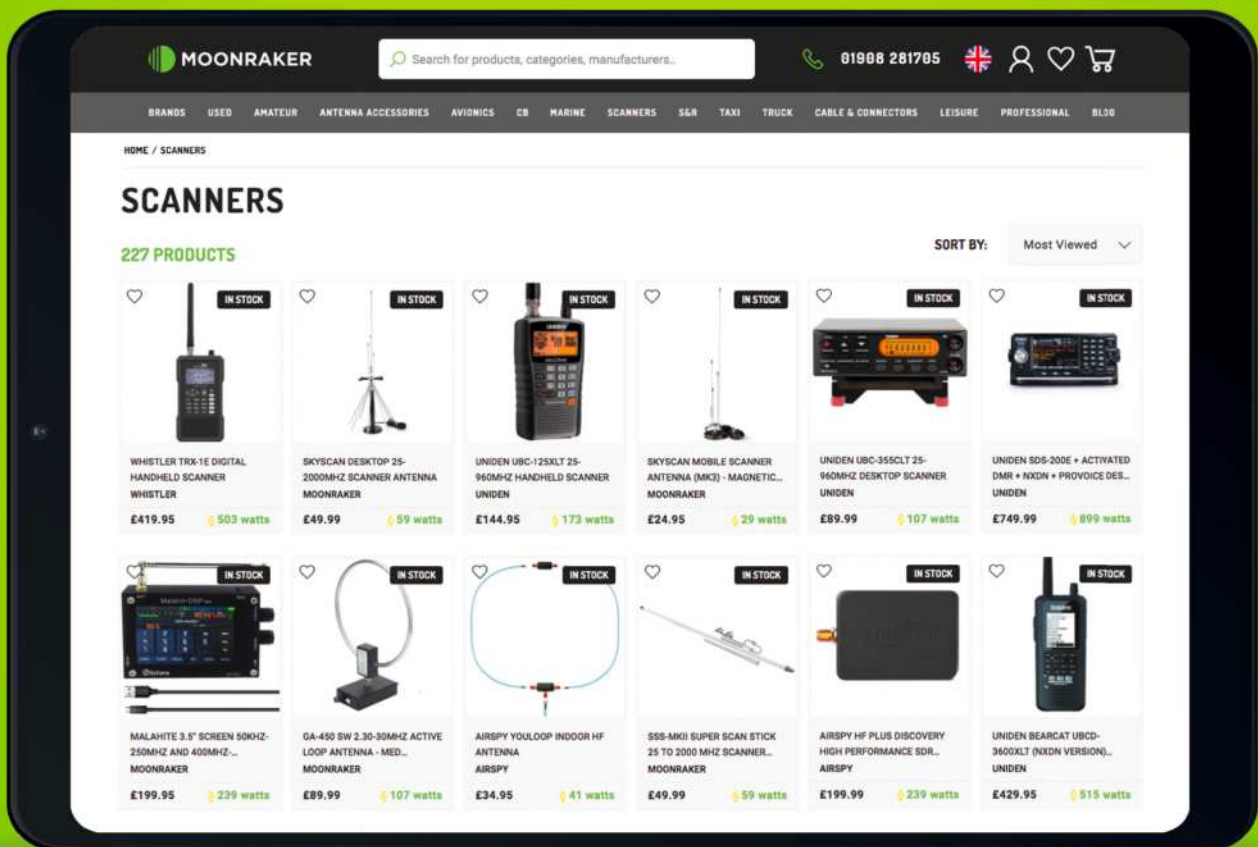 MOONRAKER
Search for products, categories, manufacturers..
01908 281705
BRANDS USED AMATEUR ANTENNA ACCESSORIES AVIONICS CB MARINE SCANNERS S&R TAXI TRUCK CABLE & CONNECTORS LEISURE PROFESSIONAL BLOG
HOME / SCANNERS
SCANNERS
227 PRODUCTS
SORT BY: Most Viewed
IN STOCK
IN STOCK
IN STOCK
IN STOCK
IN STOCK
IN STOCK
WHISTLER TRX-1E DIGITAL
HANDHELD SCANNER
WHISTLER
£419.95 503 watts
SKYSCAN DESKTOP 25-
2000MHZ SCANNER ANTENNA
MOONRAKER
£49.99 59 watts
UNIDEN UBC-125XLT 25-
960MHZ HANDHELD SCANNER
UNIDEN
£144.95 173 watts
SKYSCAN MOBILE SCANNER
ANTENNA (MK3) - MAGNETIC...
MOONRAKER
£24.95 29 watts
UNIDEN UBC-355CLT 25-
960MHZ DESKTOP SCANNER
UNIDEN
£89.99 107 watts
UNIDEN SDS-200E + ACTIVATED
DMR + NXDN + PROVOICE DES...
UNIDEN
£749.99 899 watts
IN STOCK
IN STOCK
IN STOCK
IN STOCK
IN STOCK
IN STOCK
MALAHITE 3.5" SCREEN 50KHZ-
250MHZ AND 400MHZ-...
MOONRAKER
£199.95 239 watts
GA-450 SW 2.30-30MHZ ACTIVE
LOOP ANTENNA - MED...
MOONRAKER
£89.99 107 watts
AIRSPY YOULOOP INDOOR HF
ANTENNA
AIRSPY
£34.95 41 watts
SSS-MKII SUPER SCAN STICK
25 TO 2000 MHZ SCANNER...
MOONRAKER
£49.99 59 watts
AIRSPY HF PLUS DISCOVERY
HIGH PERFORMANCE SDR...
AIRSPY
£199.99 239 watts
UNIDEN BEARCAT UBCD-
3600XLT (NXDN VERSION)...
UNIDEN
£429.95 515 watts